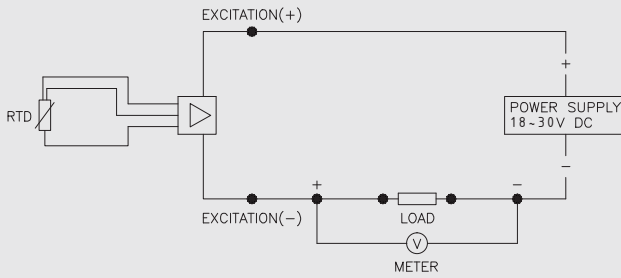 EXCITATION(+)
+
RTD
POWER SUPPLY
18~30V DC
−
+
−
EXCITATION(−)
LOAD
V
METER